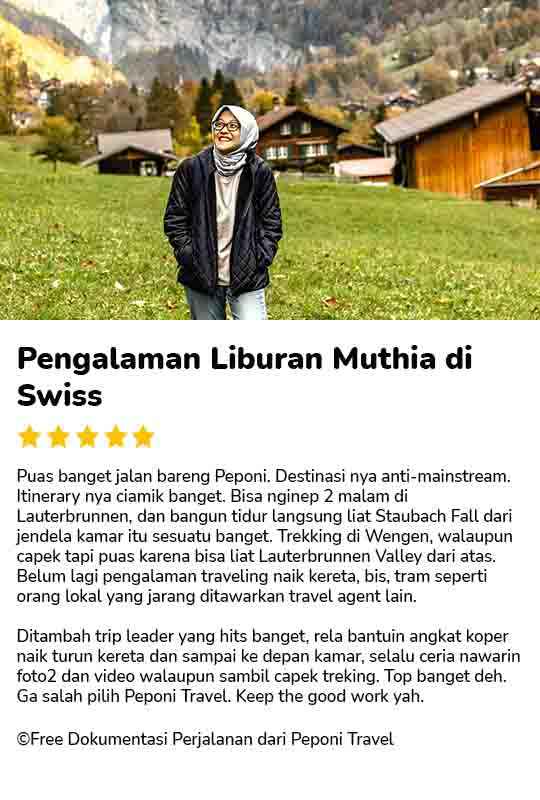 Pengalaman Liburan Muthia di
Swiss
Puas banget jalan bareng Peponi. Destinasi nya anti-mainstream.
Itinerary nya ciamik banget. Bisa nginep 2 malam di
Lauterbrunnen, dan bangun tidur langsung liat Staubach Fall dari
jendela kamar itu sesuatu banget. Trekking di Wengen, walaupun
capek tapi puas karena bisa liat Lauterbrunnen Valley dari atas.
Belum lagi pengalaman traveling naik kereta, bis, tram seperti
orang lokal yang jarang ditawarkan travel agent lain.
Ditambah trip leader yang hits banget, rela bantuin angkat koper
naik turun kereta dan sampai ke depan kamar, selalu ceria nawarin
foto2 dan video walaupun sambil capek treking. Top banget deh.
Ga salah pilih Peponi Travel. Keep the good work yah.
©Free Dokumentasi Perjalanan dari Peponi Travel